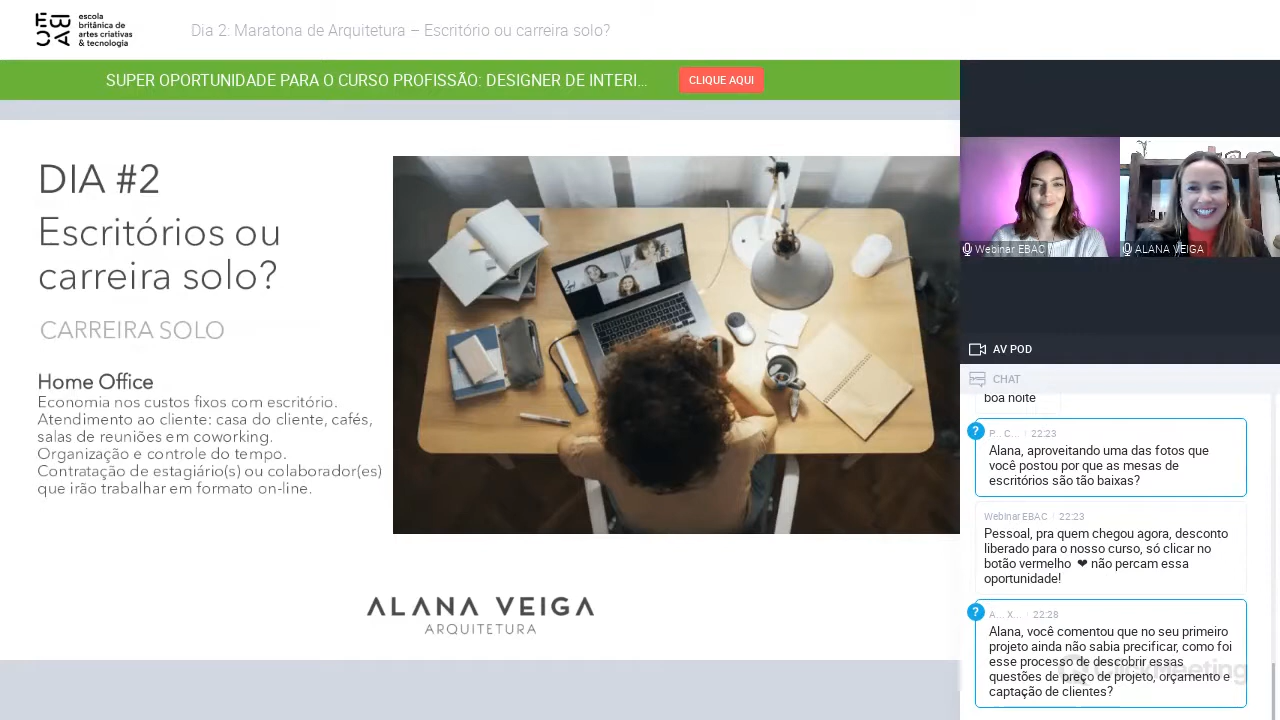 EBAC
escola
britânica de
artes criativas
& tecnologia
Dia 2: Maratona de Arquitetura – Escritório ou carreira solo?
SUPER OPORTUNIDADE PARA O CURSO PROFISSÃO: DESIGNER DE INTERI...
CLIQUE AQUI
DIA #2
Escritórios ou
carreira solo?
CARREIRA SOLO
Home Office
Economia nos custos fixos com escritório.
Atendimento ao cliente: casa do cliente, cafés,
salas de reuniões em coworking.
Organização e controle do tempo.
Contratação de estagiário(s) ou colaborador(es)
que irão trabalhar em formato on-line.
ALANA VEIGA
ARQUITETURA
Webinar EBAC
ALANA VEIGA
AV POD
CHAT
boa noite
?
P... C... | 22:23
Alana, aproveitando uma das fotos que
você postou por que as mesas de
escritórios são tão baixas?
Webinar EBAC | 22:23
Pessoal, pra quem chegou agora, desconto
liberado para o nosso curso, só clicar no
botão vermelho ❤ não percam essa
oportunidade!
?
A... X... | 22:28
Alana, você comentou que no seu primeiro
projeto ainda não sabia precificar, como foi
esse processo de descobrir essas
questões de preço de projeto, orçamento e
captação de clientes?
ClickMeeting